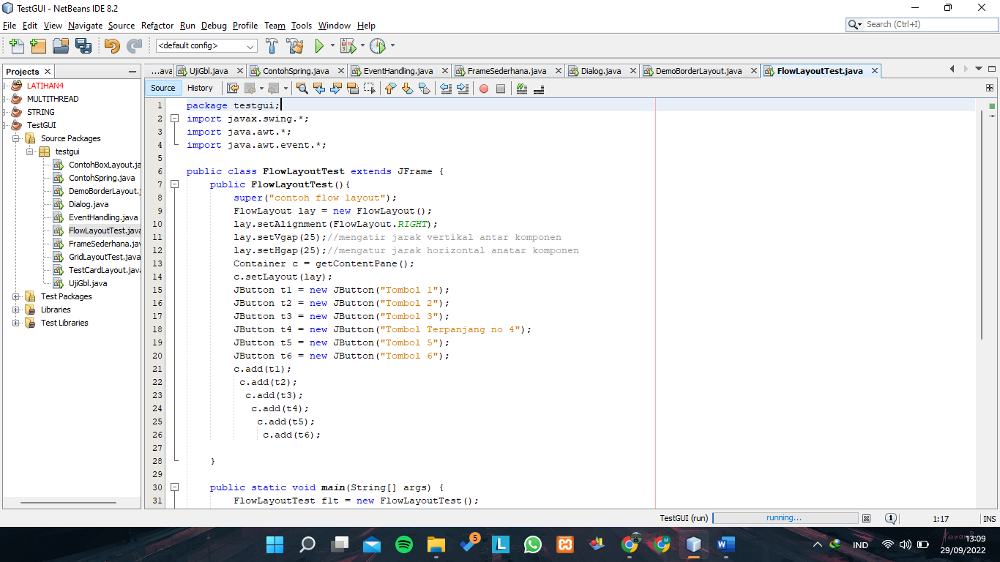 TestGUI - NetBeans IDE 8.2
File Edit View Navigate Source Refactor Run Debug Profile Team Tools Window Help
Search (Ctrl+I)
<default config>
Projects
...ava UjiGbl.java ContohSpring.java EventHandling.java FrameSederhana.java Dialog.java DemoBorderLayout.java FlowLayoutTest.java
LATIHAN4
MULTITHREAD
STRING
TestGUI
Source Packages
testgui
ContohBoxLayout.ja
ContohSpring.java
DemoBorderLayout.
Dialog.java
EventHandling.java
FlowLayoutTest.java
FrameSederhana.jav
GridLayoutTest.java
TestCardLayout.java
UjiGbl.java
Test Packages
Libraries
Test Libraries
Source History
1 package testgui;
2 import javax.swing.*;
3 import java.awt.*;
4 import java.awt.event.*;
5
6 public class FlowLayoutTest extends JFrame {
7 public FlowLayoutTest(){
8 super("contoh flow layout");
9 FlowLayout lay = new FlowLayout();
10 lay.setAlignment(FlowLayout.RIGHT);
11 lay.setVgap(25);//mengatir jarak vertikal antar komponen
12 lay.setHgap(25);//mengatur jarak horizontal anatar komponen
13 Container c = getContentPane();
14 c.setLayout(lay);
15 JButton t1 = new JButton("Tombol 1");
16 JButton t2 = new JButton("Tombol 2");
17 JButton t3 = new JButton("Tombol 3");
18 JButton t4 = new JButton("Tombol Terpanjang no 4");
19 JButton t5 = new JButton("Tombol 5");
20 JButton t6 = new JButton("Tombol 6");
21 c.add(t1);
22 c.add(t2);
23 c.add(t3);
24 c.add(t4);
25 c.add(t5);
26 c.add(t6);
27
28 }
29
30 public static void main(String[] args) {
31 FlowLayoutTest flt = new FlowLayoutTest();
TestGUI (run) running... 1 1:17 INS
5 L W IND 13:09
29/09/2022